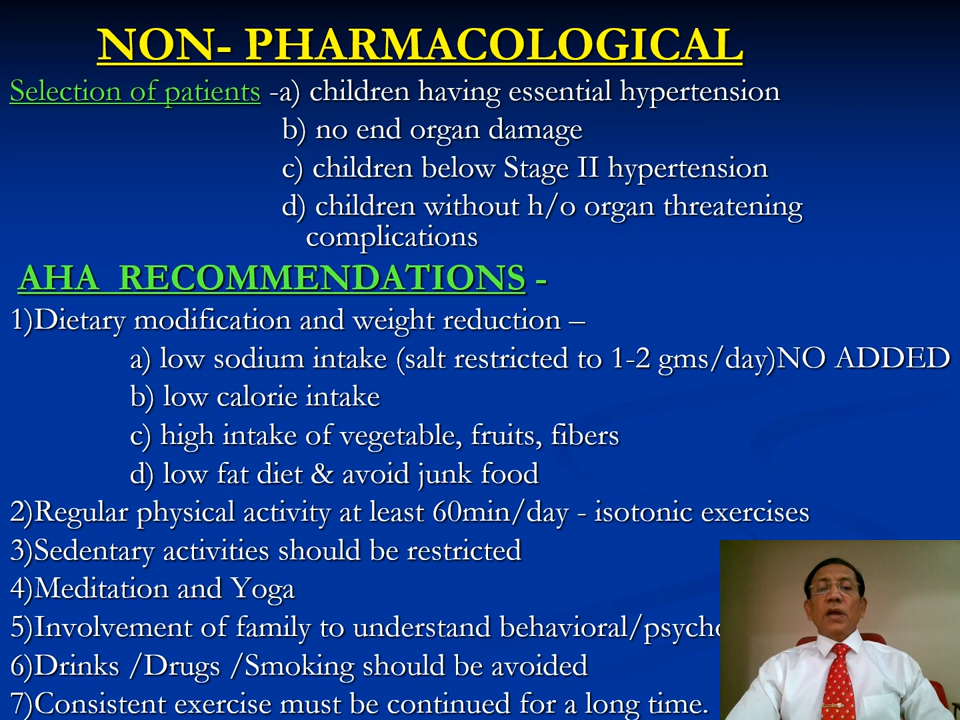 NON- PHARMACOLOGICAL
Selection of patients -a) children having essential hypertension
b) no end organ damage
c) children below Stage II hypertension
d) children without h/o organ threatening
complications
AHA RECOMMENDATIONS -
1)Dietary modification and weight reduction –
a) low sodium intake (salt restricted to 1-2 gms/day)NO ADDED
b) low calorie intake
c) high intake of vegetable, fruits, fibers
d) low fat diet & avoid junk food
2)Regular physical activity at least 60min/day - isotonic exercises
3)Sedentary activities should be restricted
4)Meditation and Yoga
5)Involvement of family to understand
6)Drinks /Drugs /Smoking should be avoided
7)Consistent exercise must be continued for a long time.